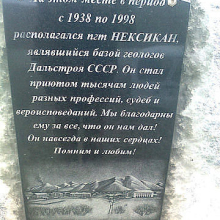 На этом месте в период
с 1938 по 1998
располагался пгт НЕКСИКАН,
являвшийся базой геологов
Дальстроя СССР. Он стал
приютом тысячам людей
разных профессий, судеб и
вероисповеданий. Мы благодарны
ему за все, что он нам дал!
Он навсегда в наших сердцах!
Помним и любим!